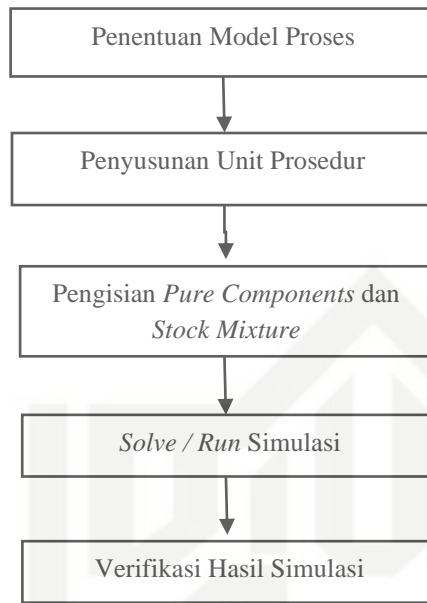 Penentuan Model Proses
Penyusunan Unit Prosedur
Pengisian Pure Components dan
Stock Mixture
Solve / Run Simulasi
Verifikasi Hasil Simulasi